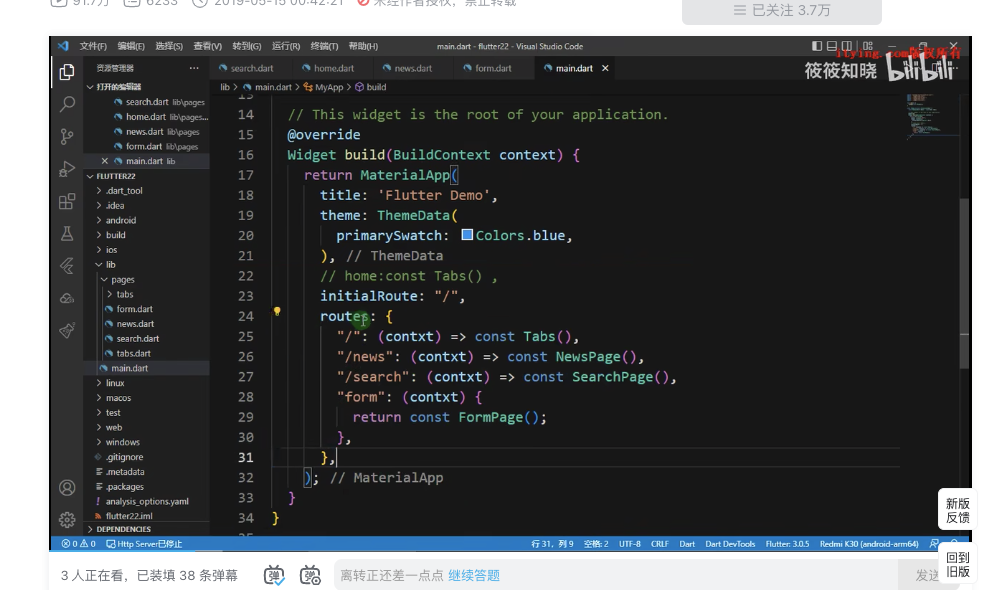 91.7万 6233 2019-05-15 00:42:21 未经作者授权，禁止转载
已关注 3.7万
文件(F) 编辑(E) 选择(S) 查看(V) 转到(G) 运行(R) 终端(T) 帮助(H) main.dart - flutter22 - Visual Studio Code
筱筱知晓 bilibili
资源管理器 ··· search.dart home.dart news.dart form.dart main.dart
打开的编辑器 lib > main.dart > MyApp > build
search.dart lib\pages
home.dart lib\pages...
news.dart lib\pages
form.dart lib\pages
main.dart lib
FLUTTER22
.dart_tool
.idea
android
build
ios
lib
pages
tabs
form.dart
news.dart
search.dart
tabs.dart
main.dart
linux
macos
test
web
windows
.gitignore
.metadata
.packages
analysis_options.yaml
flutter22.iml
DEPENDENCIES
14 // This widget is the root of your application.
15 @override
16 Widget build(BuildContext context) {
17 return MaterialApp(
18 title: 'Flutter Demo',
19 theme: ThemeData(
20 primarySwatch: Colors.blue,
21 ), // ThemeData
22 // home:const Tabs() ,
23 initialRoute: "/",
24 routes: {
25 "/": (contxt) => const Tabs(),
26 "/news": (contxt) => const NewsPage(),
27 "/search": (contxt) => const SearchPage(),
28 "form": (contxt) {
29 return const FormPage();
30 },
31 },
32 ); // MaterialApp
33 }
34 }
0 0 Http Server已停止 行 31, 列 9 空格: 2 UTF-8 CRLF Dart Dart DevTools Flutter: 3.0.5 Redmi K30 (android-arm64)
新版
反馈
回到
旧版
3 人正在看，已装填 38 条弹幕 弹 弹 离转正还差一点点 继续答题 发送